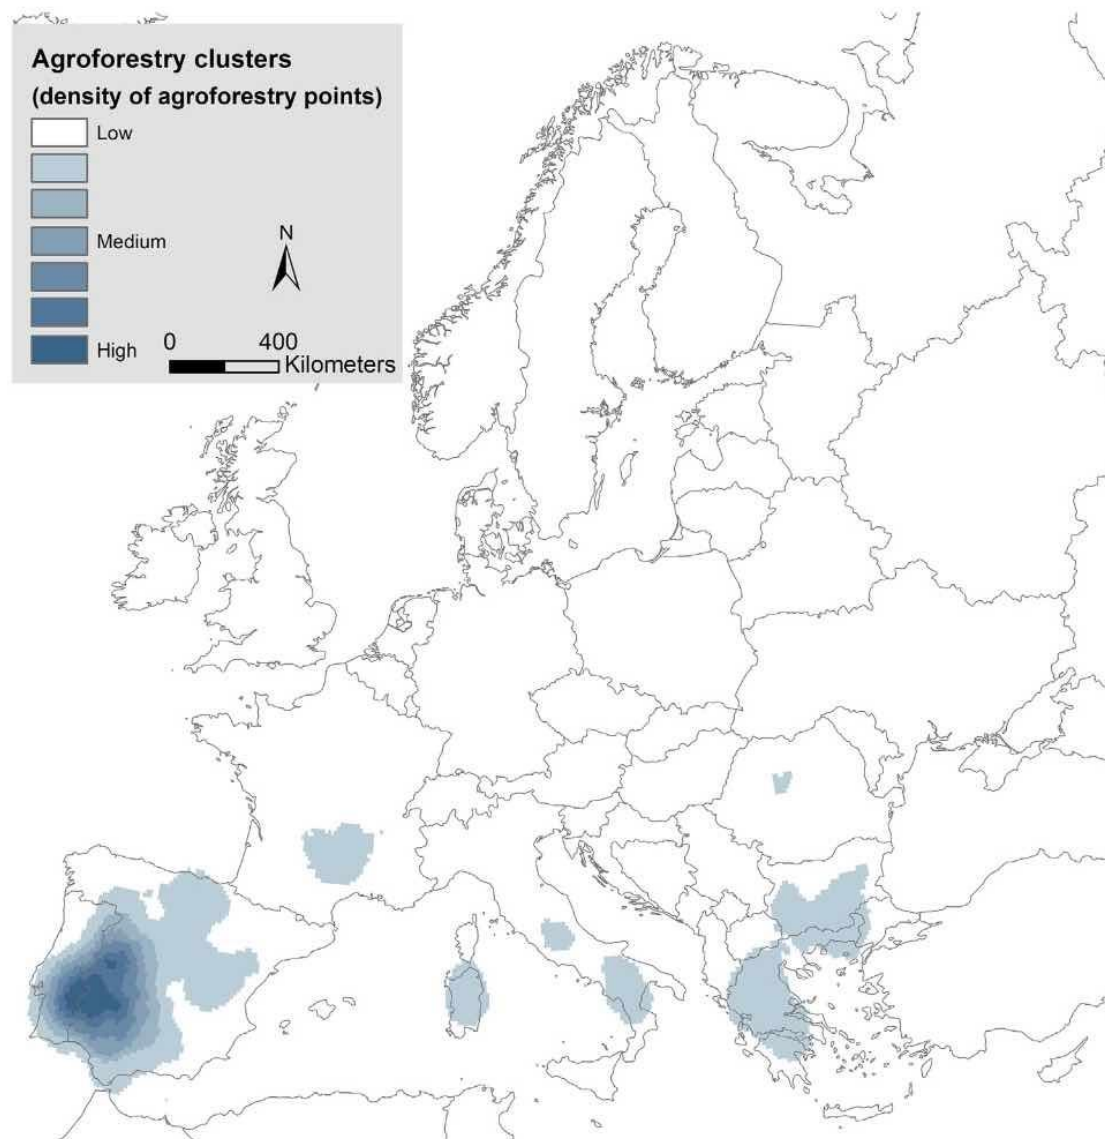 Agroforestry clusters
(density of agroforestry points)
Low
Medium
High
N
0 400
Kilometers